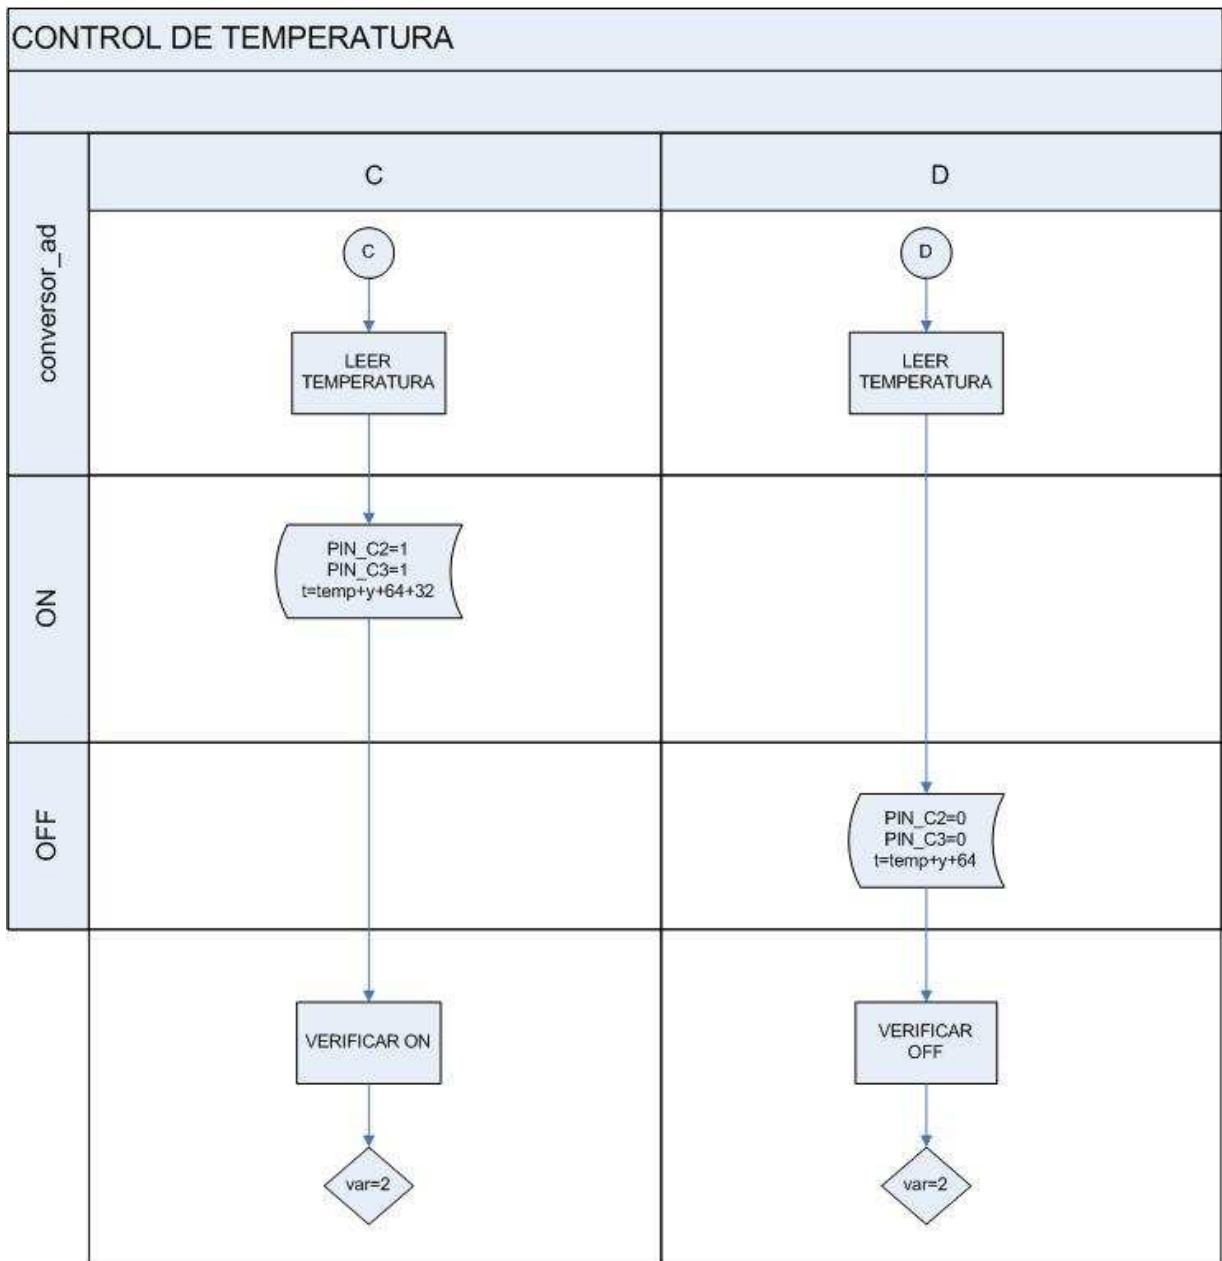 CONTROL DE TEMPERATURA
C
D
conversor_ad
C
D
LEER
TEMPERATURA
LEER
TEMPERATURA
ON
PIN_C2=1
PIN_C3=1
t=temp+y+64+32
OFF
PIN_C2=0
PIN_C3=0
t=temp+y+64
VERIFICAR ON
VERIFICAR
OFF
var=2
var=2